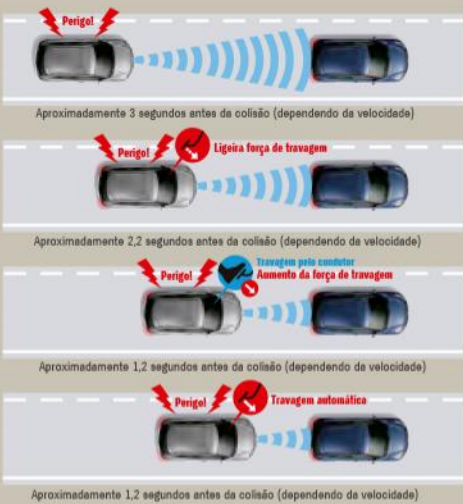 Perigo!
Aproximadamente 3 segundos antes da colisão (dependendo da velocidade)
Perigo!
Ligeira força de travagem
Aproximadamente 2,2 segundos antes da colisão (dependendo da velocidade)
Travagem pelo condutor
Perigo!
Aumento da força de travagem
Aproximadamente 1,2 segundos antes da colisão (dependendo da velocidade)
Perigo!
Travagem automática
Aproximadamente 1,2 segundos antes da colisão (dependendo da velocidade)